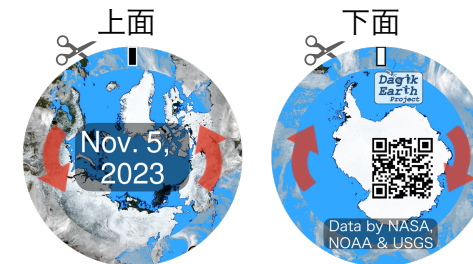 上面
下面
Nov. 5,
2023
Dagik
Earth
Project
Data by NASA,
NOAA & USGS